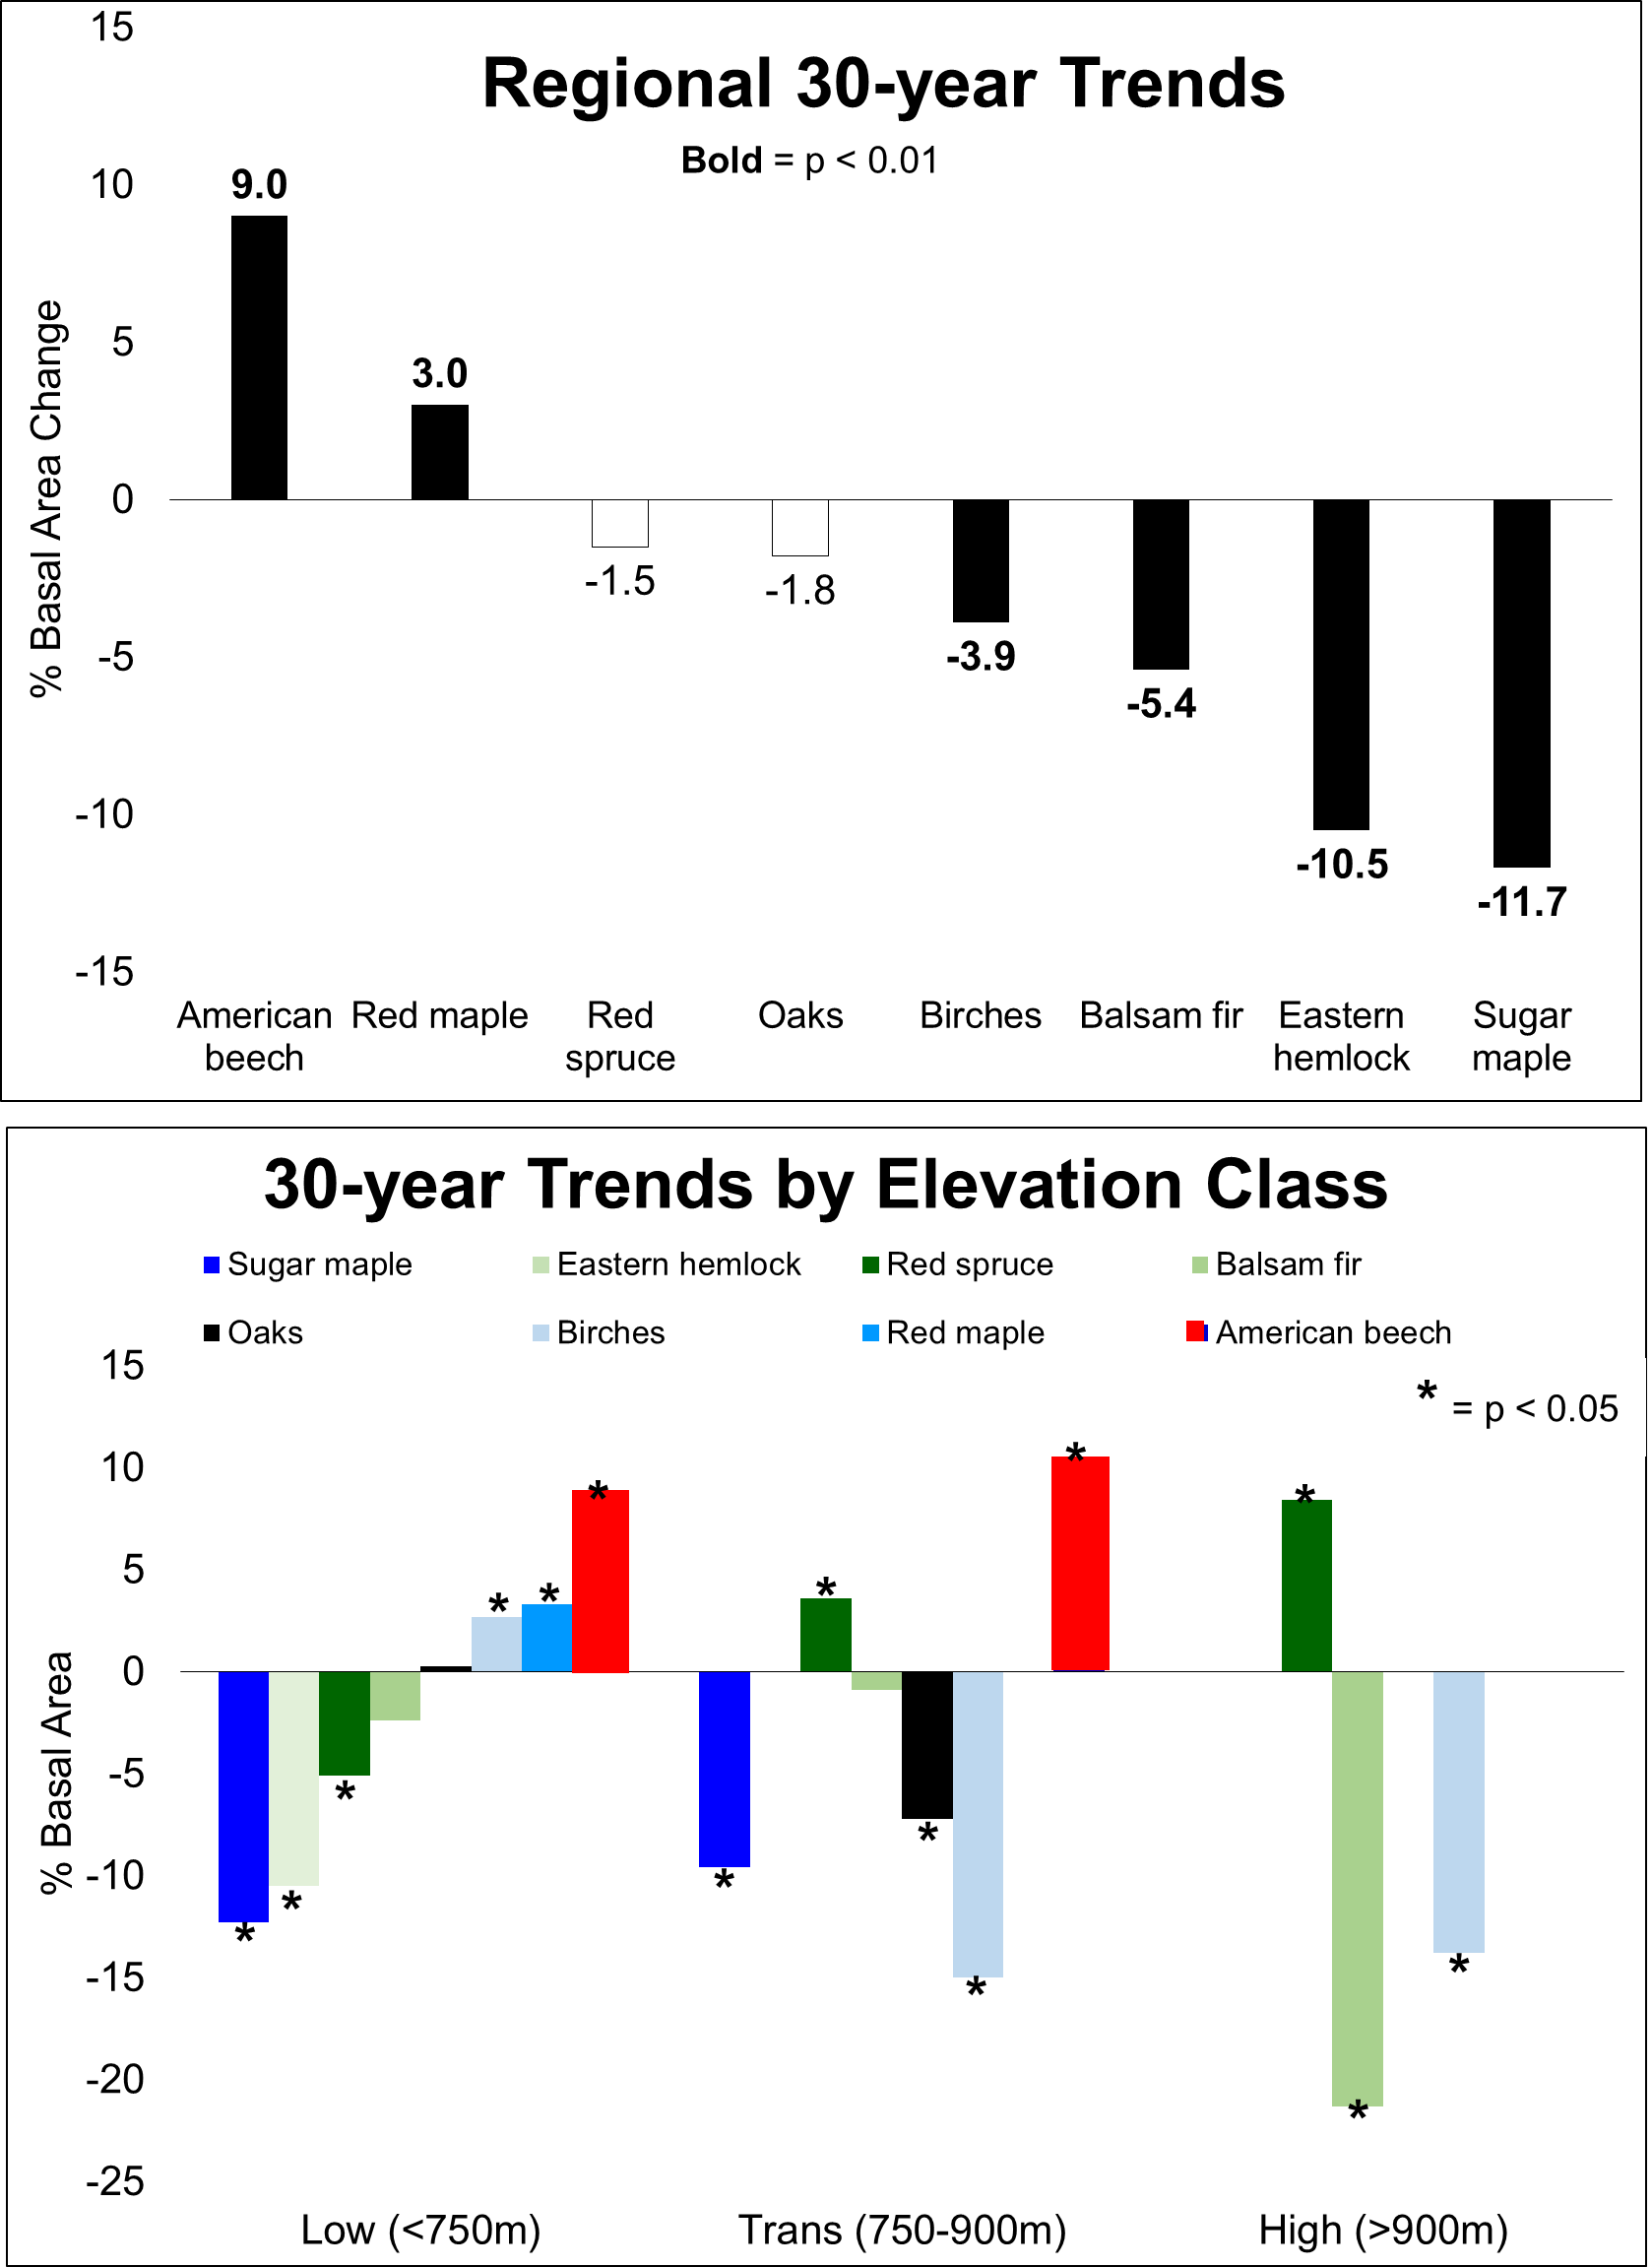 Regional 30-year Trends
Bold = p < 0.01
% Basal Area Change
15
10
5
0
-5
-10
-15
9.0
3.0
-1.5
-1.8
-3.9
-5.4
-10.5
-11.7
American beech
Red maple
Red spruce
Oaks
Birches
Balsam fir
Eastern hemlock
Sugar maple
30-year Trends by Elevation Class
Sugar maple
Eastern hemlock
Red spruce
Balsam fir
Oaks
Birches
Red maple
American beech
* = p < 0.05
% Basal Area
15
10
5
0
-5
-10
-15
-20
-25
*
*
*
*
*
*
*
*
*
*
*
*
*
*
Low (<750m)
Trans (750-900m)
High (>900m)